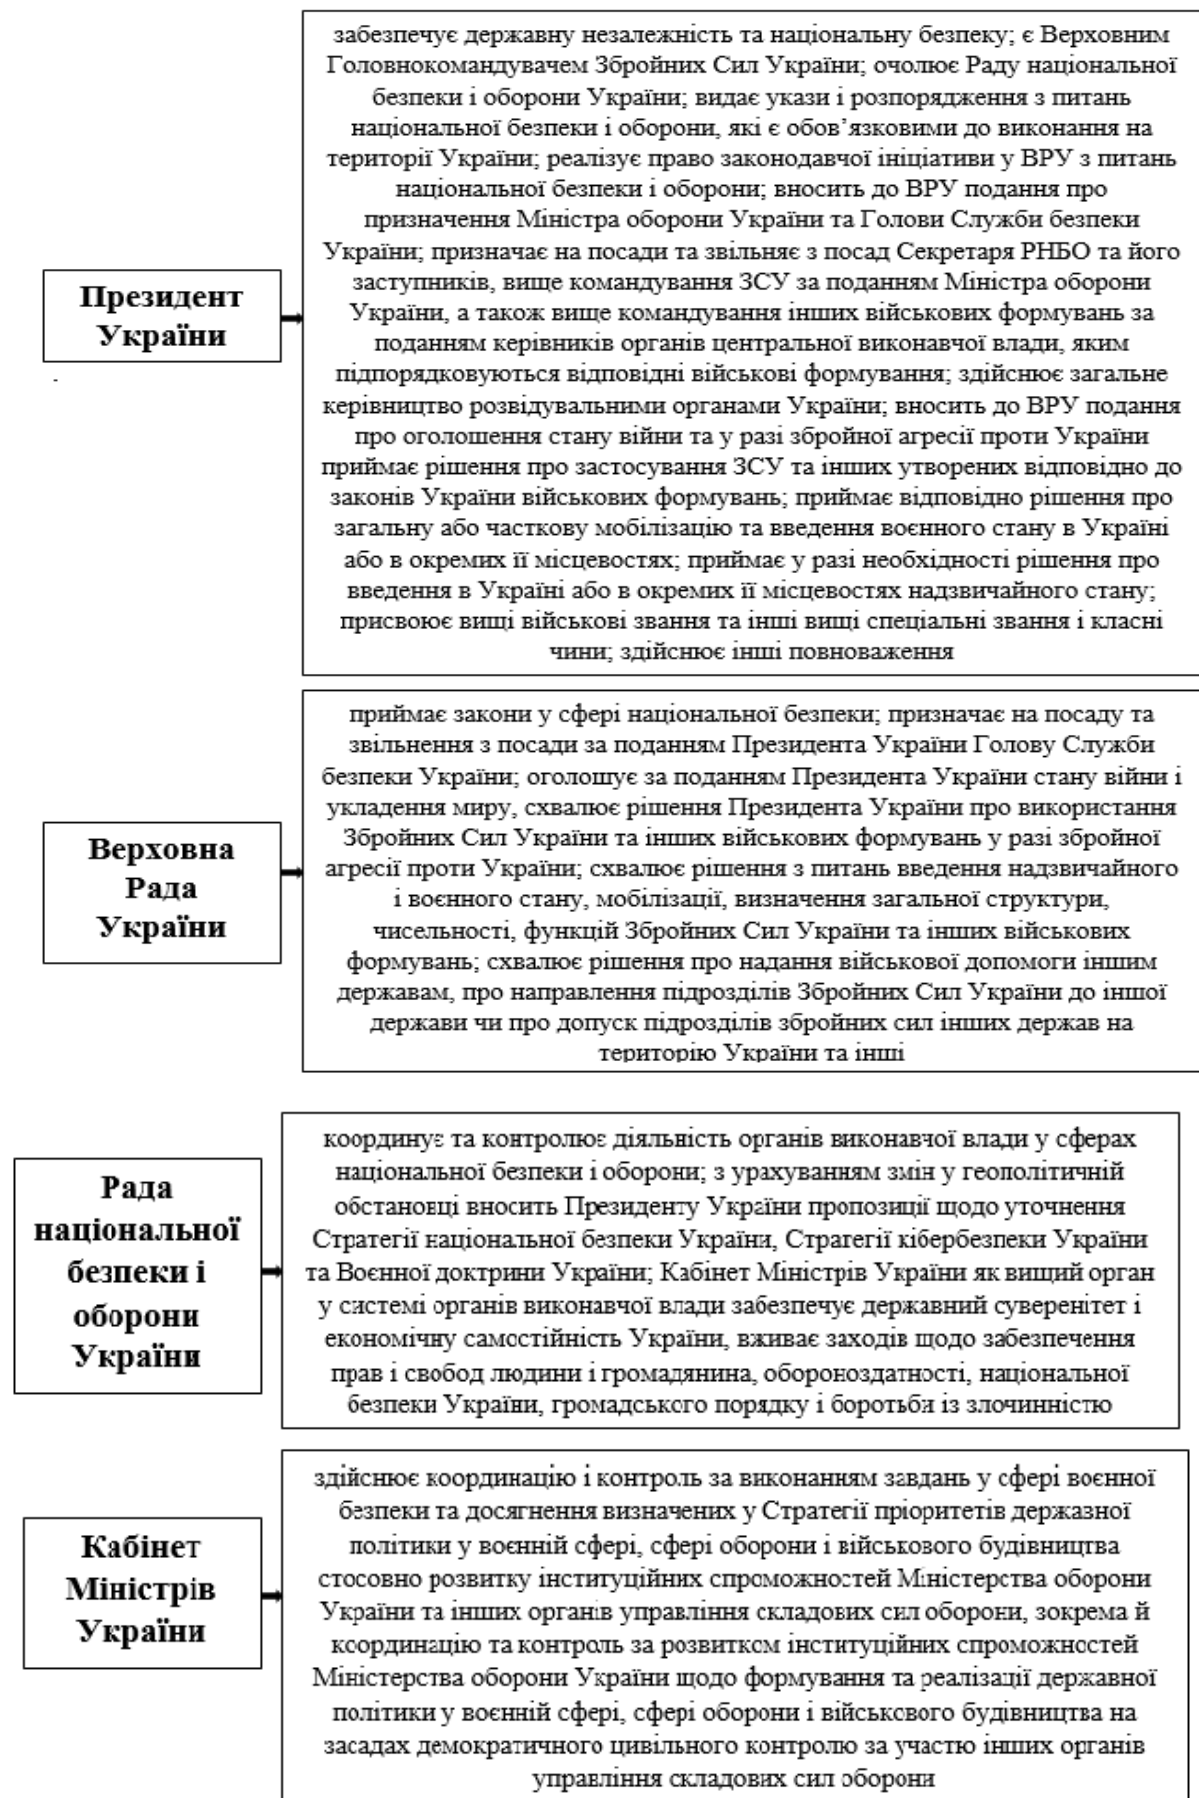 Президент
України
забезпечує державну незалежність та національну безпеку; є Верховним
Головнокомандувачем Збройних Сил України; очолює Раду національної
безпеки і оборони України; видає укази і розпорядження з питань
національної безпеки і оборони, які є обов’язковими до виконання на
території України; реалізує право законодавчої ініціативи у ВРУ з питань
національної безпеки і оборони; вносить до ВРУ подання про
призначення Міністра оборони України та Голови Служби безпеки
України; призначає на посади та звільняє з посад Секретаря РНБО та його
заступників, вище командування ЗСУ за поданням Міністра оборони
України, а також вище командування інших військових формувань за
поданням керівників органів центральної виконавчої влади, яким
підпорядковуються відповідні військові формування; здійснює загальне
керівництво розвідувальними органами України; вносить до ВРУ подання
про оголошення стану війни та у разі збройної агресії проти України
приймає рішення про застосування ЗСУ та інших утворених відповідно до
законів України військових формувань; приймає відповідно рішення про
загальну або часткову мобілізацію та введення воєнного стану в Україні
або в окремих її місцевостях; приймає у разі необхідності рішення про
введення в Україні або в окремих її місцевостях надзвичайного стану;
присвоює вищі військові звання та інші вищі спеціальні звання і класні
чини; здійснює інші повноваження
Верховна
Рада
України
приймає закони у сфері національної безпеки; призначає на посаду та
звільнення з посади за поданням Президента України Голову Служби
безпеки України; оголошує за поданням Президента України стану війни і
укладення миру, схвалює рішення Президента України про використання
Збройних Сил України та інших військових формувань у разі збройної
агресії проти України; схвалює рішення з питань введення надзвичайного
і воєнного стану, мобілізації, визначення загальної структури,
чисельності, функцій Збройних Сил України та інших військових
формувань; схвалює рішення про надання військової допомоги іншим
державам, про направлення підрозділів Збройних Сил України до іншої
держави чи про допуск підрозділів збройних сил інших держав на
територію України та інші
Рада
національної
безпеки і
оборони
України
координує та контролює діяльність органів виконавчої влади у сферах
національної безпеки і оборони; з урахуванням змін у геополітичній
обстановці вносить Президенту України пропозиції щодо уточнення
Стратегії національної безпеки України, Стратегії кібербезпеки України
та Воєнної доктрини України; Кабінет Міністрів України як вищий орган
у системі органів виконавчої влади забезпечує державний суверенітет і
економічну самостійність України, вживає заходів щодо забезпечення
прав і свобод людини і громадянина, обороноздатності, національної
безпеки України, громадського порядку і боротьби із злочинністю
Кабінет
Міністрів
України
здійснює координацію і контроль за виконанням завдань у сфері воєнної
безпеки та досягнення визначених у Стратегії пріоритетів державної
політики у воєнній сфері, сфері оборони і військового будівництва
стосовно розвитку інституційних спроможностей Міністерства оборони
України та інших органів управління складових сил оборони, зокрема й
координацію та контроль за розвитком інституційних спроможностей
Міністерства оборони України щодо формування та реалізації державної
політики у воєнній сфері, сфері оборони і військового будівництва на
засадах демократичного цивільного контролю за участю інших органів
управління складових сил оборони